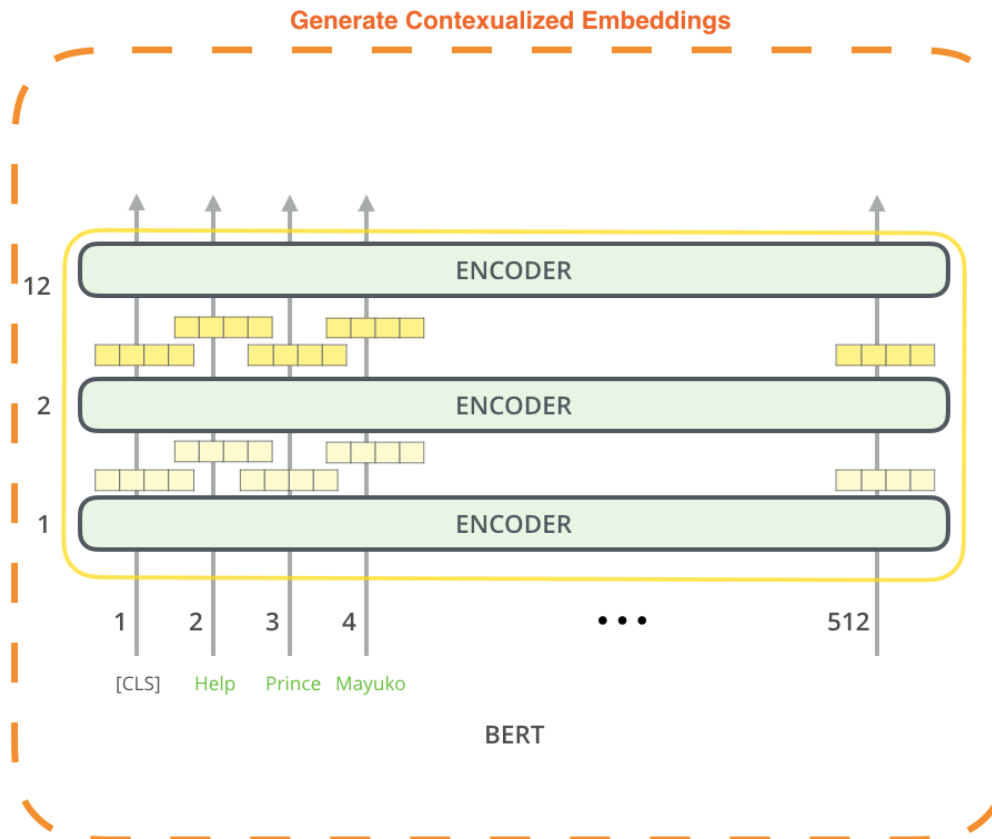 Generate Contexualized Embeddings
12 ENCODER
2 ENCODER
1 ENCODER
1 2 3 4 ••• 512
[CLS] Help Prince Mayuko
BERT